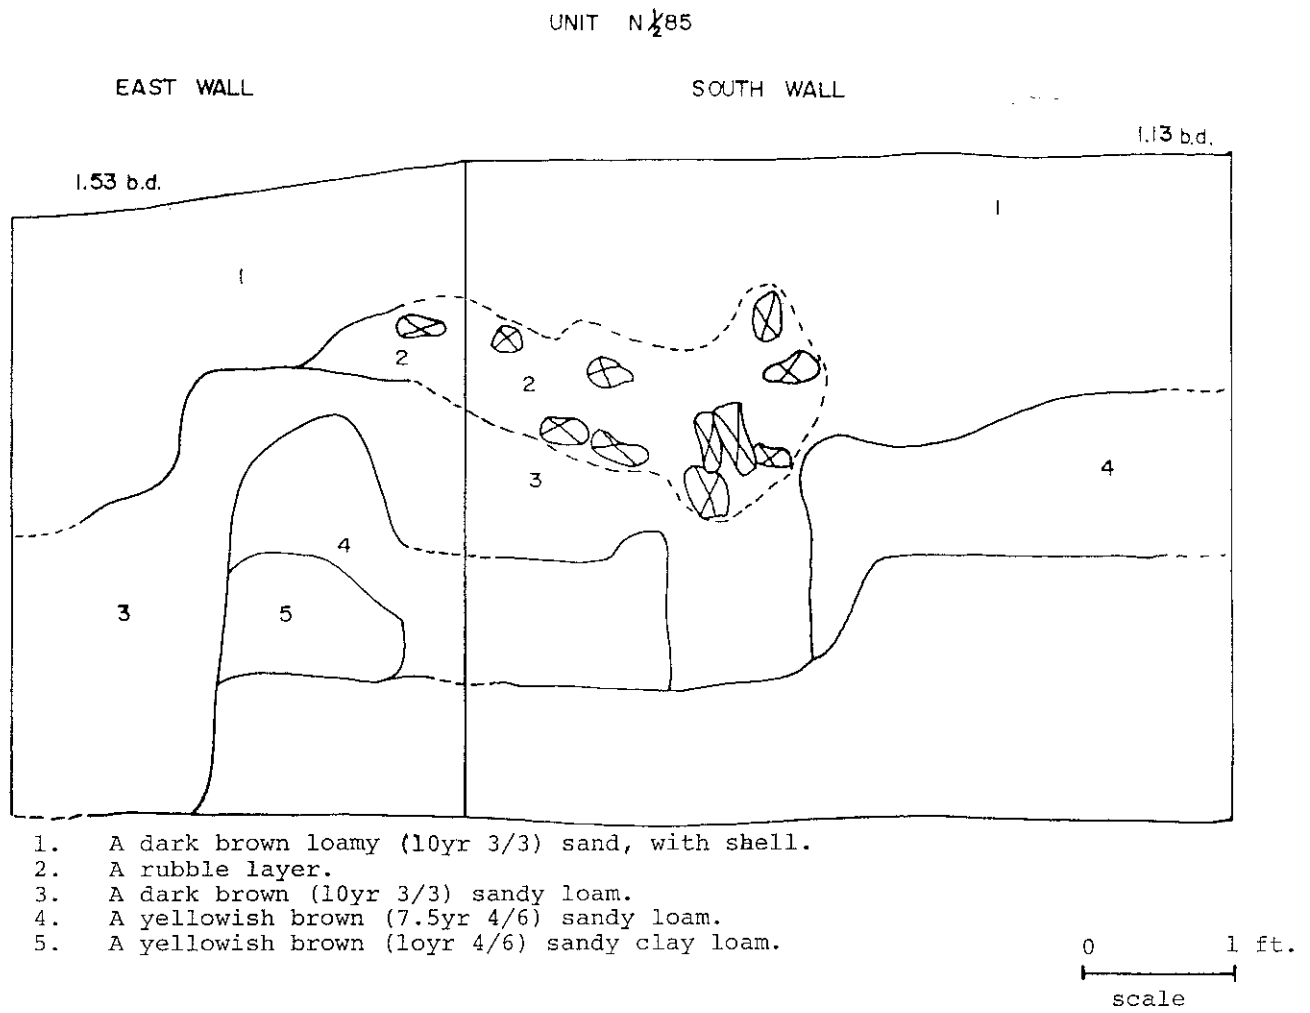 UNIT N½85
EAST WALL
SOUTH WALL
1.13 b.d.
1.53 b.d.
1
1
2
2
3
4
4
5
3
1. A dark brown loamy (10yr 3/3) sand, with shell.
2. A rubble layer.
3. A dark brown (10yr 3/3) sandy loam.
4. A yellowish brown (7.5yr 4/6) sandy loam.
5. A yellowish brown (loyr 4/6) sandy clay loam.
0 1 ft.
scale